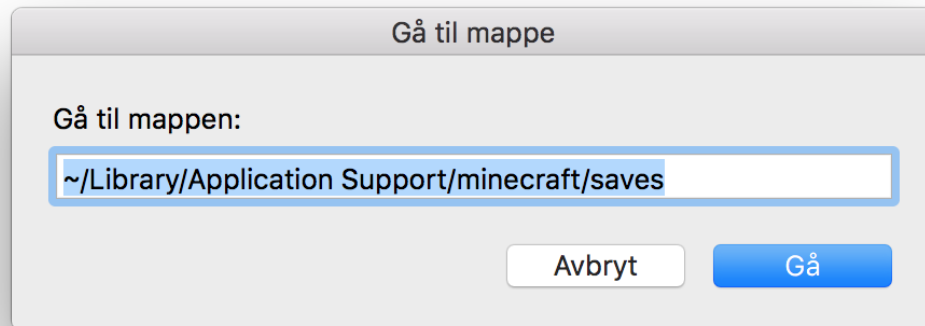 Gå til mappe
Gå til mappen:
~/Library/Application Support/minecraft/saves
Avbryt Gå